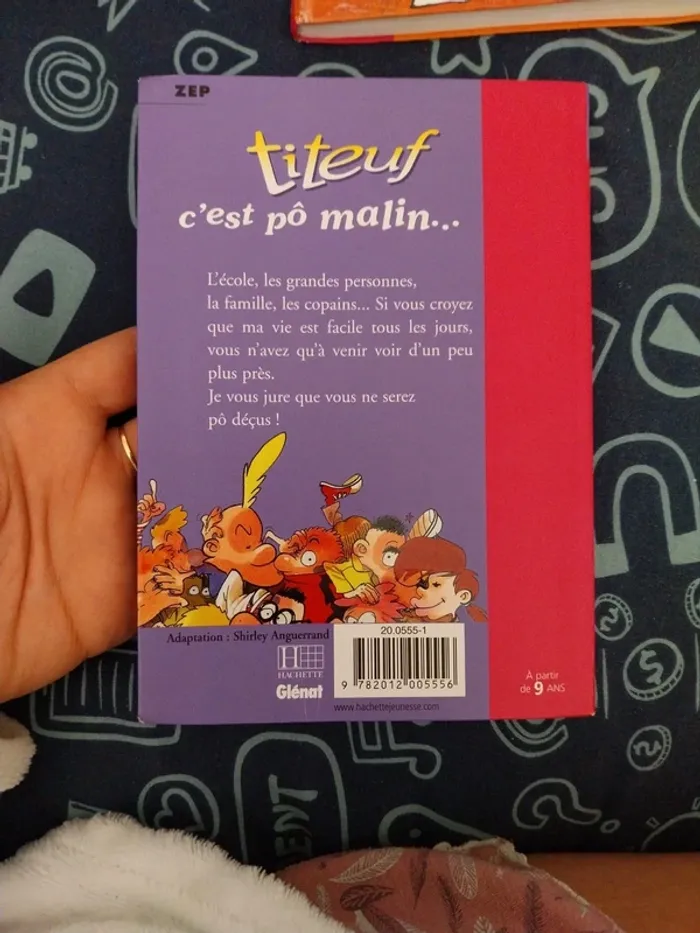 ZEP
titeuf
c'est pô malin...
L'école, les grandes personnes,
la famille, les copains... Si vous croyez
que ma vie est facile tous les jours,
vous n'avez qu'à venir voir d'un peu
plus près.
Je vous jure que vous ne serez
pô déçus !
Adaptation : Shirley Anguerrand
H
HACHETTE
Glénat
20.0555-1
9 782012 005556
www.hachettejeunesse.com
À partir
de 9 ANS
ENT